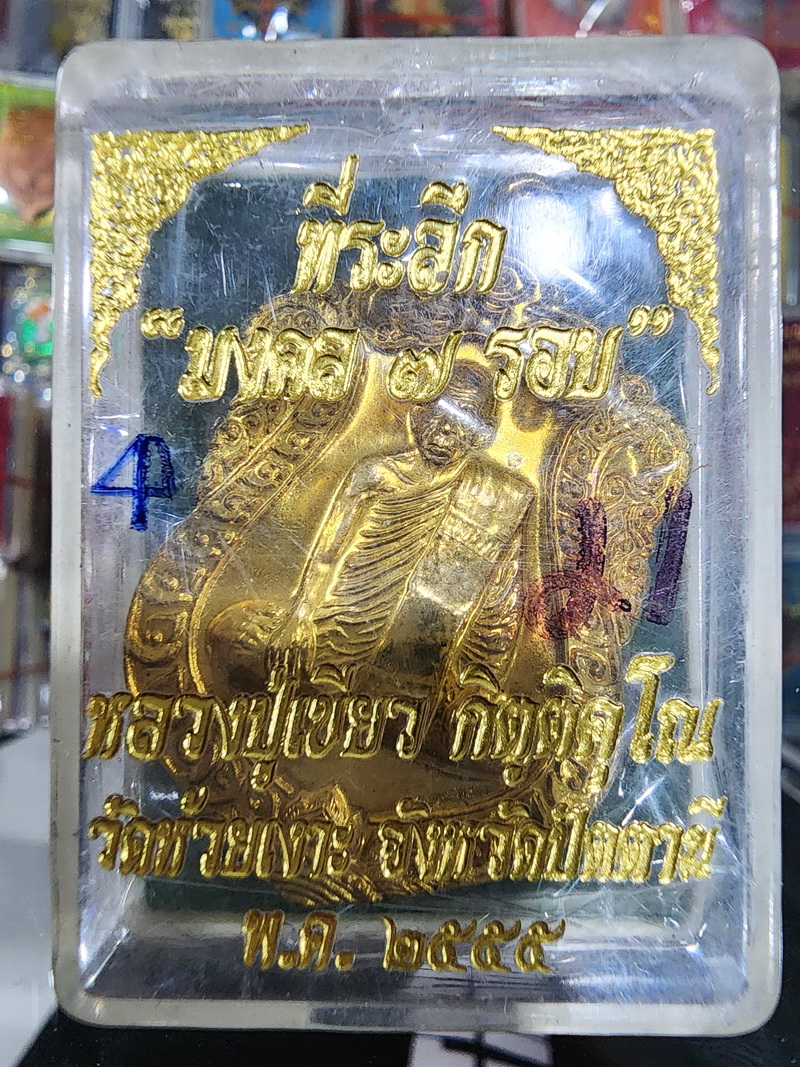 ที่ระลึก
“มงคล ๗ รอบ”
4
หลวงปู่เขียว กิตฺติคุโณ
วัดห้วยเงาะ จังหวัดปัตตานี
พ.ค. ๒๕๕๕